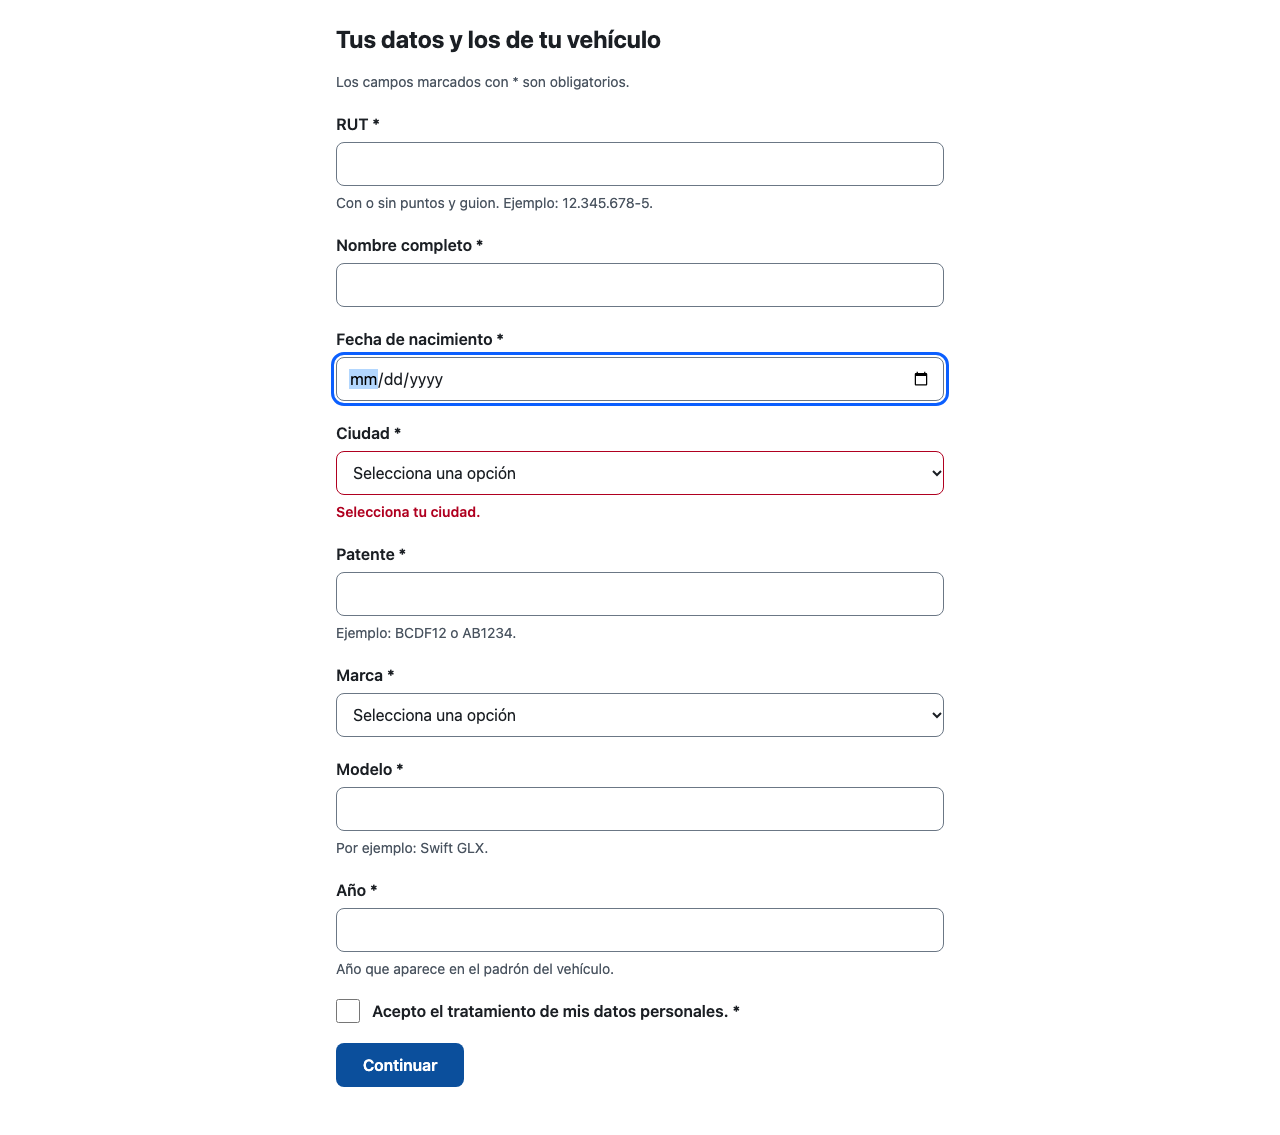 Tus datos y los de tu vehículo
Los campos marcados con * son obligatorios.
RUT *
Con o sin puntos y guion. Ejemplo: 12.345.678-5.
Nombre completo *
Fecha de nacimiento *
mm/dd/yyyy
Ciudad *
Selecciona una opción
Selecciona tu ciudad.
Patente *
Ejemplo: BCDF12 o AB1234.
Marca *
Selecciona una opción
Modelo *
Por ejemplo: Swift GLX.
Año *
Año que aparece en el padrón del vehículo.
Acepto el tratamiento de mis datos personales. *
Continuar